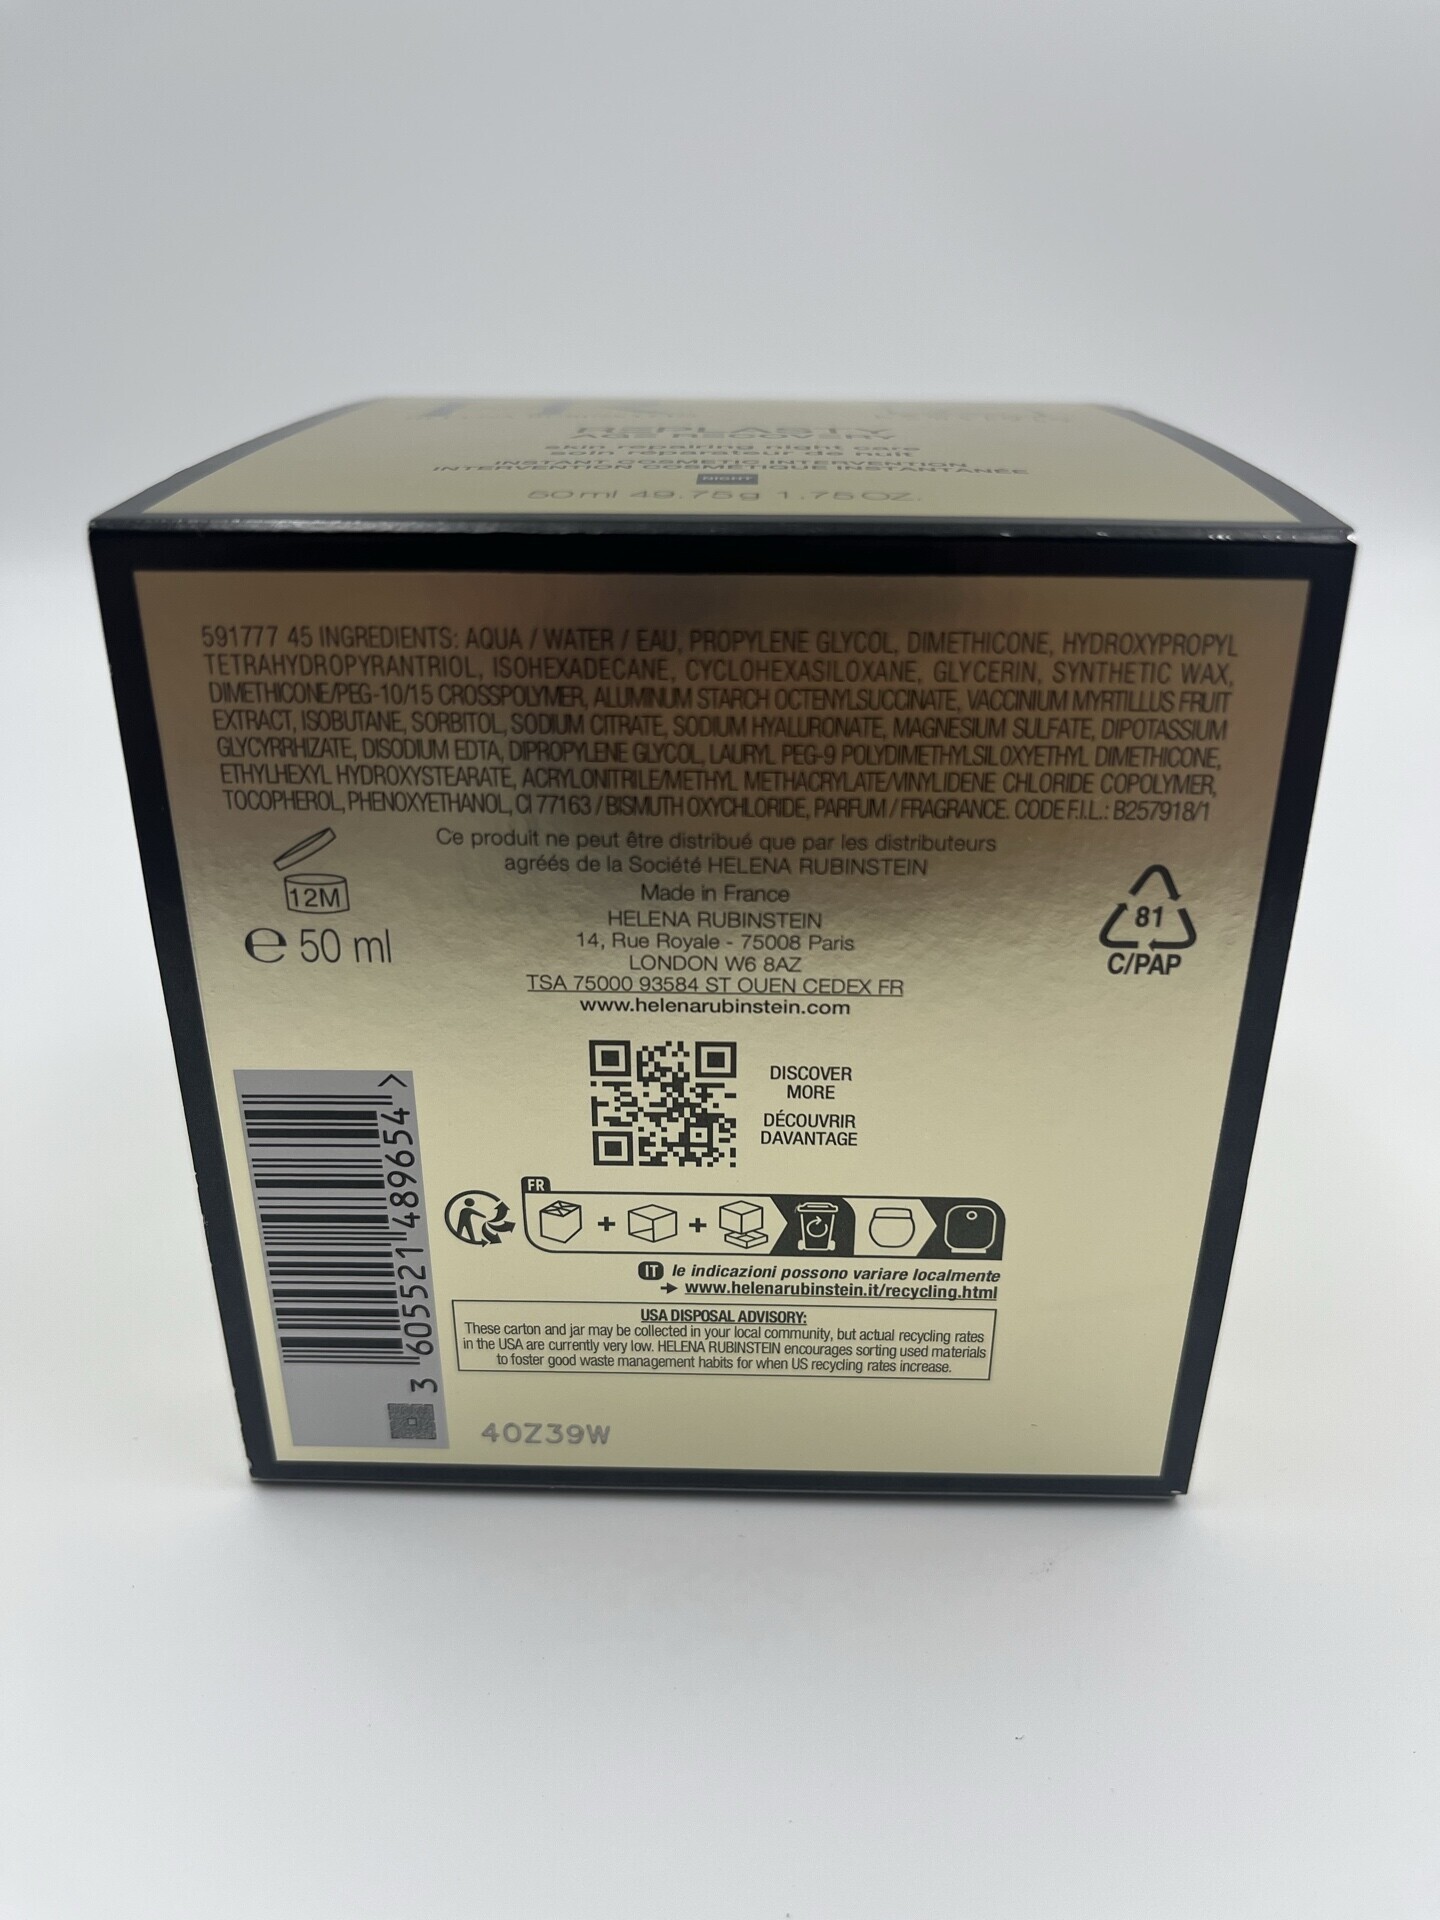 REPLASTY
AGE RECOVERY
skin repairing night care
soin réparateur de nuit
INSTANT COSMETIC INTERVENTION
INTERVENTION COSMÉTIQUE INSTANTANÉE
NIGHT
50 ml 49.75g 1.75 OZ.
591777 45 INGREDIENTS: AQUA / WATER / EAU, PROPYLENE GLYCOL, DIMETHICONE, HYDROXYPROPYL
TETRAHYDROPYRANTRIOL, ISOHEXADECANE, CYCLOHEXASILOXANE, GLYCERIN, SYNTHETIC WAX,
DIMETHICONE/PEG-10/15 CROSSPOLYMER, ALUMINUM STARCH OCTENYLSUCCINATE, VACCINIUM MYRTILLUS FRUIT
EXTRACT, ISOBUTANE, SORBITOL, SODIUM CITRATE, SODIUM HYALURONATE, MAGNESIUM SULFATE, DIPOTASSIUM
GLYCYRRHIZATE, DISODIUM EDTA, DIPROPYLENE GLYCOL, LAURYL PEG-9 POLYDIMETHYLSILOXYETHYL DIMETHICONE,
ETHYLHEXYL HYDROXYSTEARATE, ACRYLONITRILE/METHYL METHACRYLATE/VINYLIDENE CHLORIDE COPOLYMER,
TOCOPHEROL, PHENOXYETHANOL, CI 77163 / BISMUTH OXYCHLORIDE, PARFUM / FRAGRANCE. CODE F.I.L.: B257918/1
Ce produit ne peut être distribué que par les distributeurs
agréés de la Société HELENA RUBINSTEIN
Made in France
HELENA RUBINSTEIN
14, Rue Royale - 75008 Paris
LONDON W6 8AZ
TSA 75000 93584 ST OUEN CEDEX FR
www.helenarubinstein.com
12M
e 50 ml
81
C/PAP
DISCOVER
MORE
DÉCOUVRIR
DAVANTAGE
3 605521 489654 >
FR
+ +
IT le indicazioni possono variare localmente
→ www.helenarubinstein.it/recycling.html
USA DISPOSAL ADVISORY:
These carton and jar may be collected in your local community, but actual recycling rates
in the USA are currently very low. HELENA RUBINSTEIN encourages sorting used materials
to foster good waste management habits for when US recycling rates increase.
40Z39W